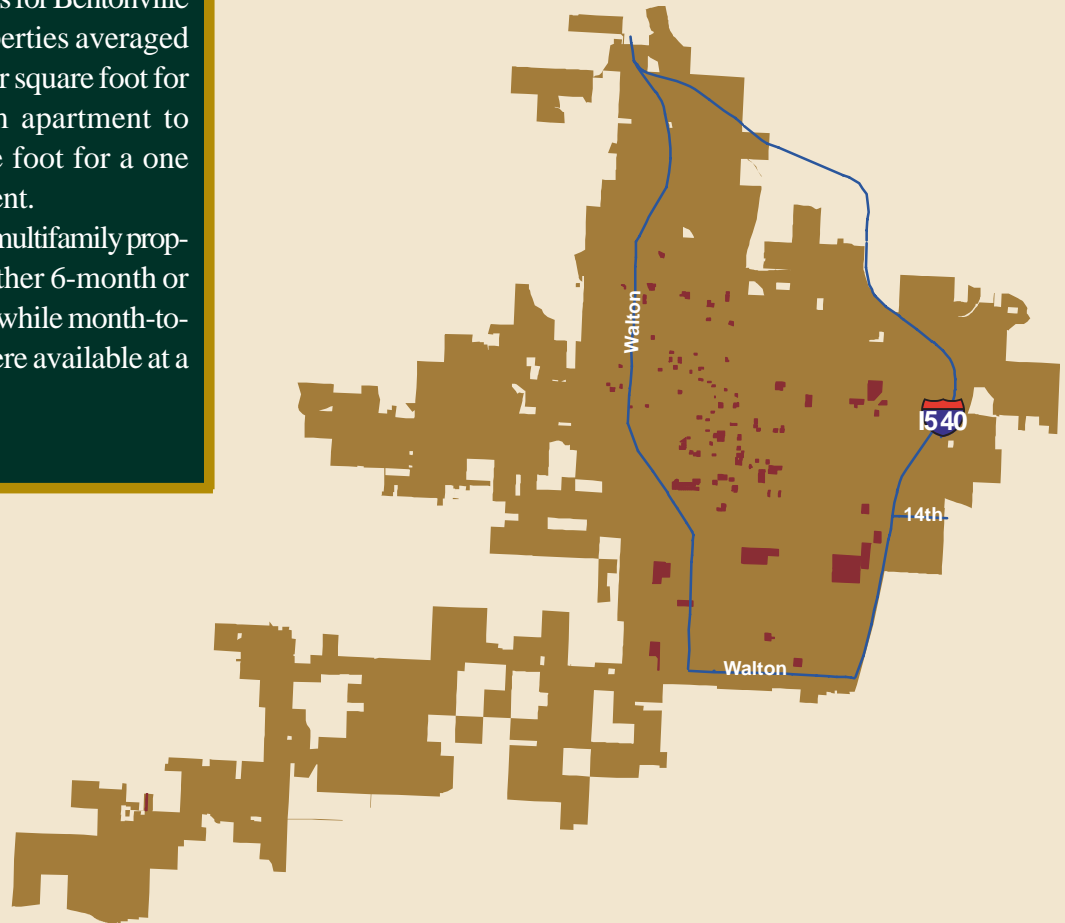 s for Bentonville
perties averaged
r square foot for
n apartment to
e foot for a one
ent.
multifamily prop-
ther 6-month or
while month-to-
ere available at a
Walton
I540
14th
Walton